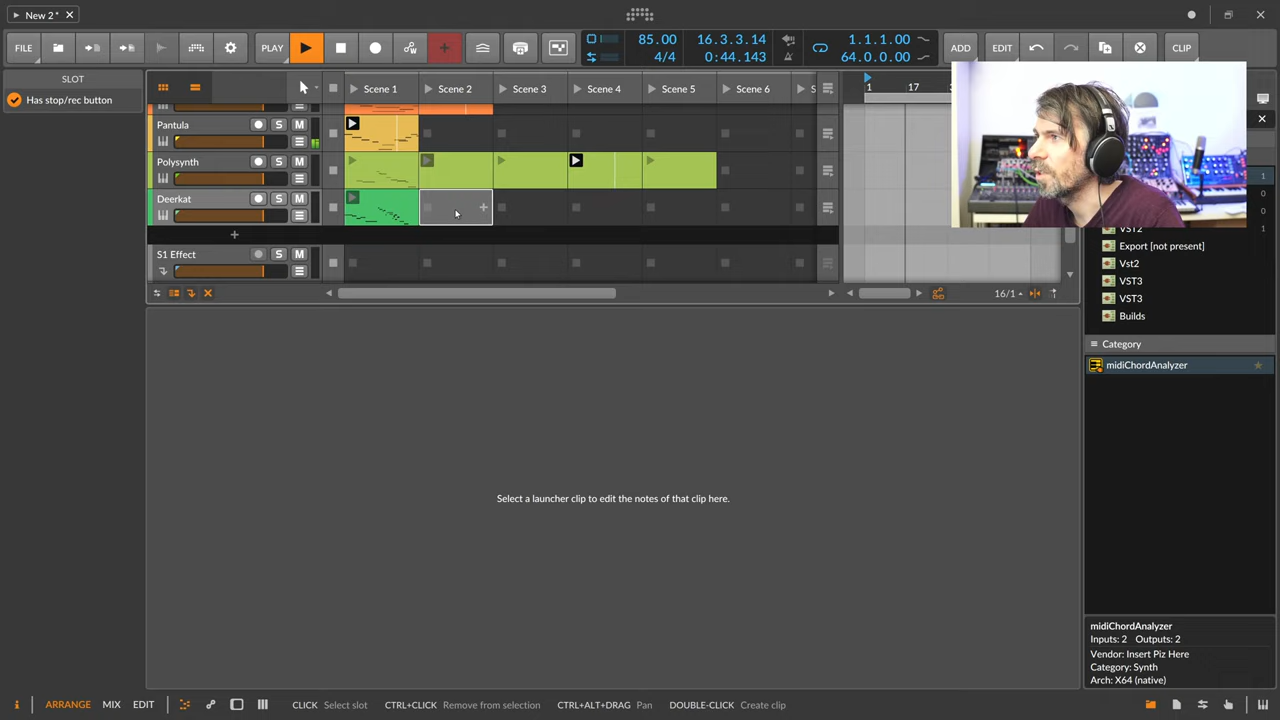 New 2*
FILE
PLAY
85.00
4/4
16.3.3.14
0:44.143
1.1.1.00
64.0.0.00
ADD
EDIT
CLIP
SLOT
Has stop/rec button
Scene 1
Scene 2
Scene 3
Scene 4
Scene 5
S
1
17
Pantula
S
M
Polysynth
S
M
Deerkat
S
M
+
S1 Effect
S
M
16/1
1
VST2
1
Export [not present]
Vst2
VST3
VST3
Builds
Category
midiChordAnalyzer
Select a launcher clip to edit the notes of that clip here.
midiChordAnalyzer
Inputs: 2 Outputs: 2
Vendor: Insert Piz Here
Category: Synth
Arch: X64 (native)
i
ARRANGE
MIX
EDIT
CLICK Select slot
CTRL+CLICK Remove from selection
CTRL+ALT+DRAG Pan
DOUBLE-CLICK Create clip